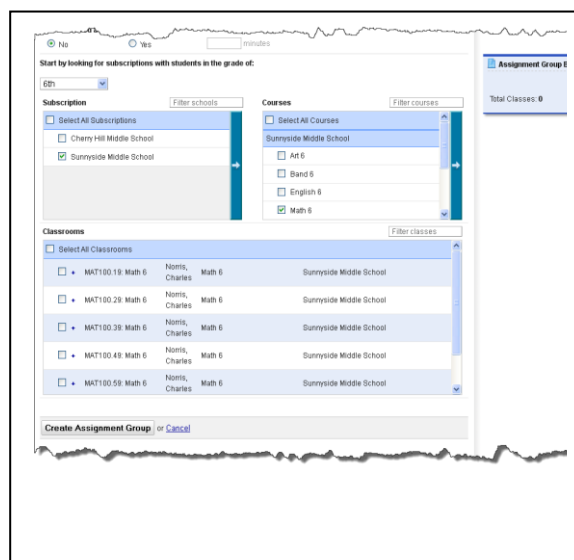 No Yes minutes
Start by looking for subscriptions with students in the grade of:
6th
Subscription Filter schools Courses Filter courses
Select All Subscriptions
Cherry Hill Middle School
Sunnyside Middle School
Select All Courses
Sunnyside Middle School
Art 6
Band 6
English 6
Math 6
Classrooms Filter classes
Select All Classrooms
MAT100.19: Math 6 Norris, Charles Math 6 Sunnyside Middle School
MAT100.29: Math 6 Norris, Charles Math 6 Sunnyside Middle School
MAT100.39: Math 6 Norris, Charles Math 6 Sunnyside Middle School
MAT100.49: Math 6 Norris, Charles Math 6 Sunnyside Middle School
MAT100.59: Math 6 Norris, Charles Math 6 Sunnyside Middle School
Create Assignment Group or Cancel
Assignment Group E
Total Classes: 0